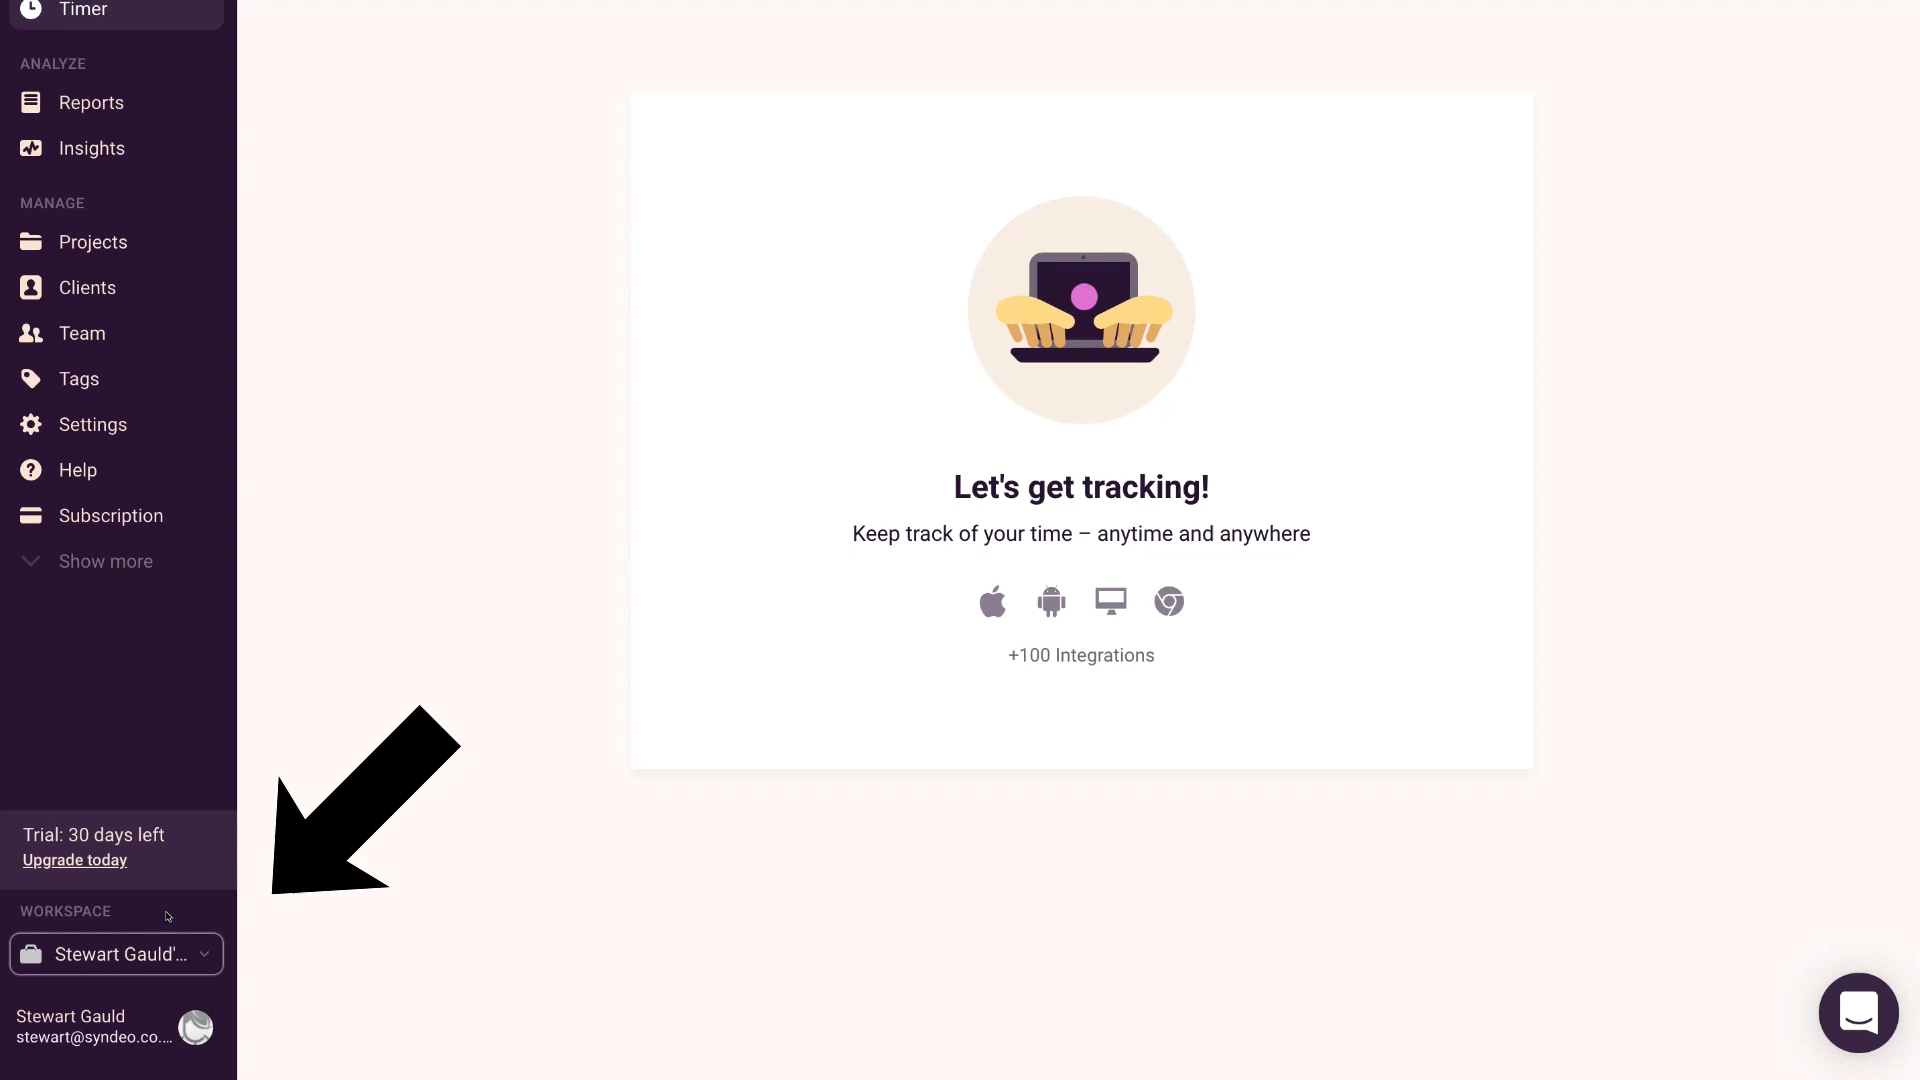 Timer
ANALYZE
Reports
Insights
MANAGE
Projects
Clients
Team
Tags
Settings
Help
Subscription
Show more
Trial: 30 days left
Upgrade today
WORKSPACE
Stewart Gauld'...
Stewart Gauld
stewart@syndeo.co....
Let's get tracking!
Keep track of your time – anytime and anywhere
+100 Integrations